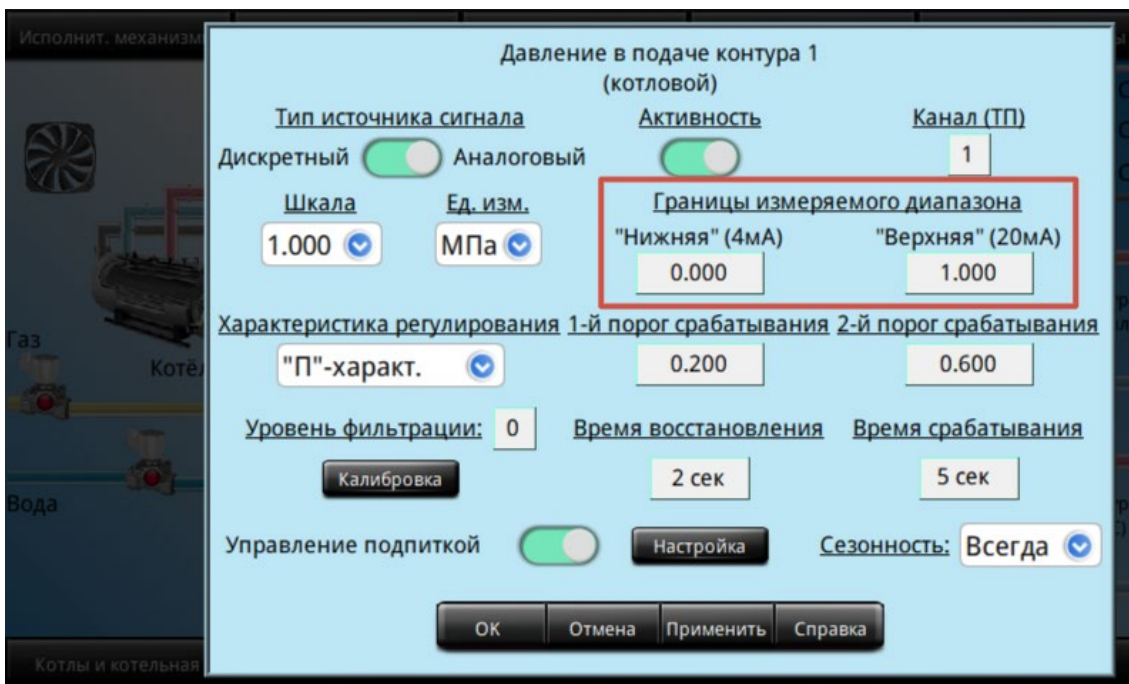 Исполнит. механизм
Давление в подаче контура 1
(котловой)
Тип источника сигнала
Активность
Канал (ТП)
Дискретный
Аналоговый
1
Шкала
Ед. изм.
Границы измеряемого диапазона
1.000
МПа
"Нижняя" (4мА)
"Верхняя" (20мА)
0.000
1.000
Характеристика регулирования
1-й порог срабатывания
2-й порог срабатывания
"П"-характ.
0.200
0.600
Уровень фильтрации:
0
Время восстановления
Время срабатывания
Калибровка
2 сек
5 сек
Управление подпиткой
Настройка
Сезонность:
Всегда
ОК
Отмена
Применить
Справка
Газ
Котё
Вода
Котлы и котельная